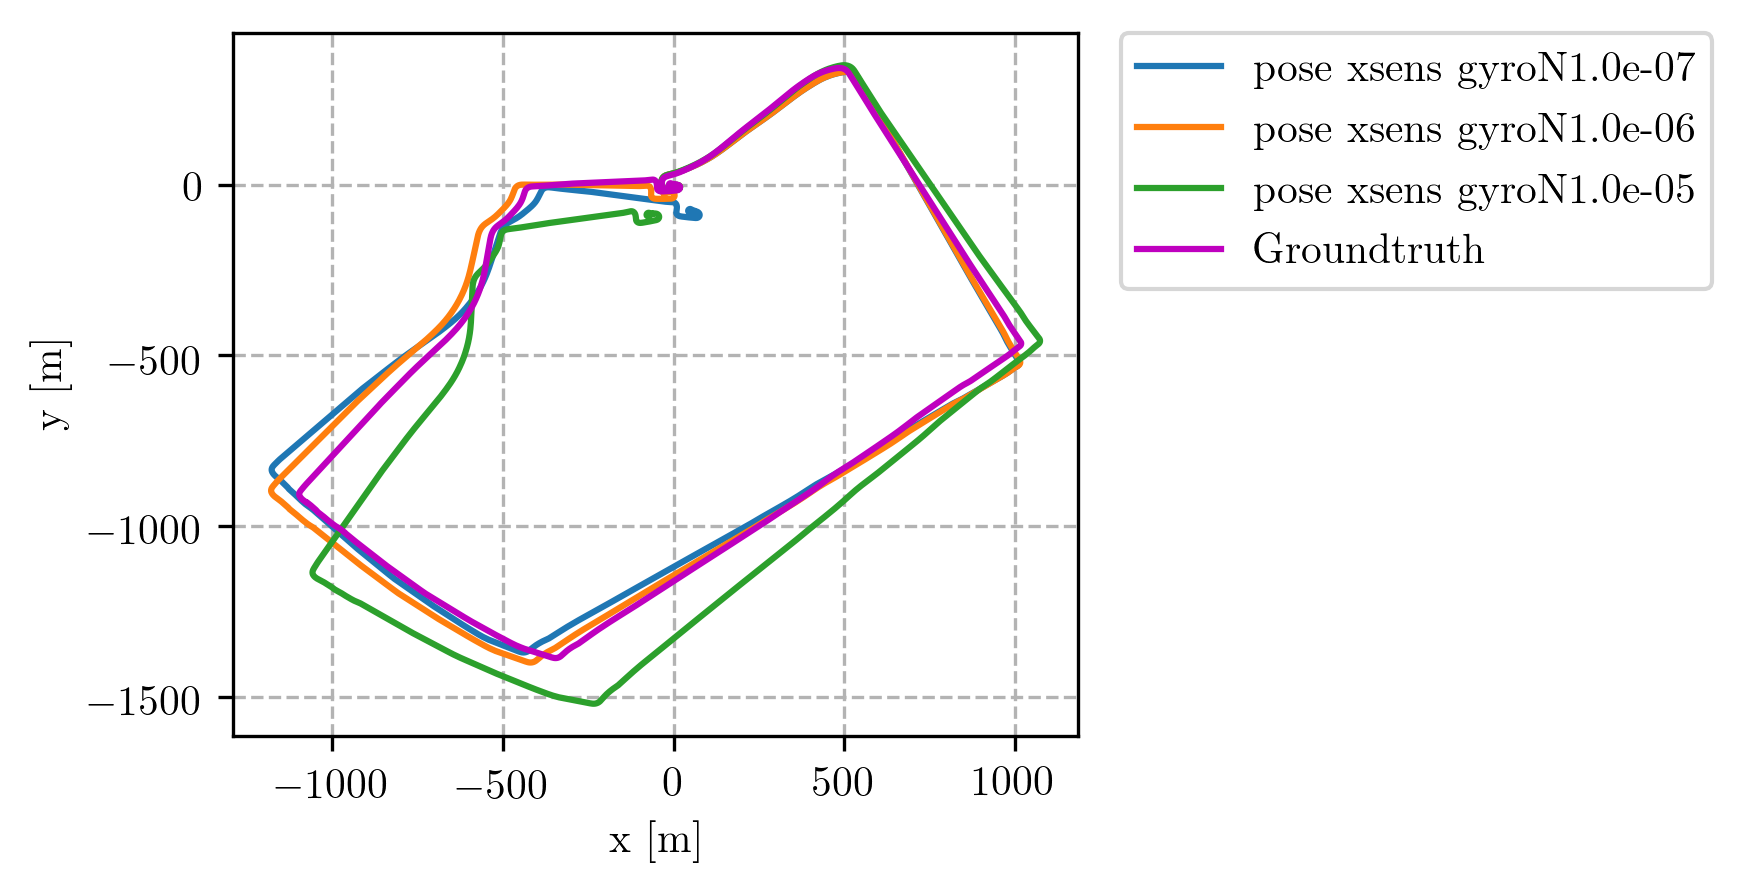 pose xsens gyroN1.0e-07
pose xsens gyroN1.0e-06
pose xsens gyroN1.0e-05
Groundtruth
y [m]
0
−500
−1000
−1500
−1000
−500
0
500
1000
x [m]